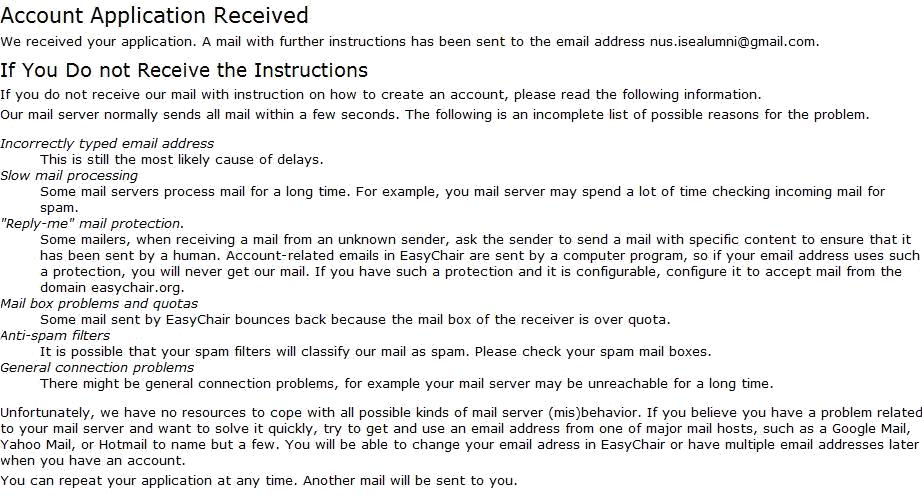 Account Application Received
We received your application. A mail with further instructions has been sent to the email address nus.isealumni@gmail.com.
If You Do not Receive the Instructions
If you do not receive our mail with instruction on how to create an account, please read the following information.
Our mail server normally sends all mail within a few seconds. The following is an incomplete list of possible reasons for the problem.
Incorrectly typed email address
This is still the most likely cause of delays.
Slow mail processing
Some mail servers process mail for a long time. For example, you mail server may spend a lot of time checking incoming mail for
spam.
"Reply-me" mail protection.
Some mailers, when receiving a mail from an unknown sender, ask the sender to send a mail with specific content to ensure that it
has been sent by a human. Account-related emails in EasyChair are sent by a computer program, so if your email address uses such
a protection, you will never get our mail. If you have such a protection and it is configurable, configure it to accept mail from the
domain easychair.org.
Mail box problems and quotas
Some mail sent by EasyChair bounces back because the mail box of the receiver is over quota.
Anti-spam filters
It is possible that your spam filters will classify our mail as spam. Please check your spam mail boxes.
General connection problems
There might be general connection problems, for example your mail server may be unreachable for a long time.
Unfortunately, we have no resources to cope with all possible kinds of mail server (mis)behavior. If you believe you have a problem related
to your mail server and want to solve it quickly, try to get and use an email address from one of major mail hosts, such as a Google Mail,
Yahoo Mail, or Hotmail to name but a few. You will be able to change your email adress in EasyChair or have multiple email addresses later
when you have an account.
You can repeat your application at any time. Another mail will be sent to you.